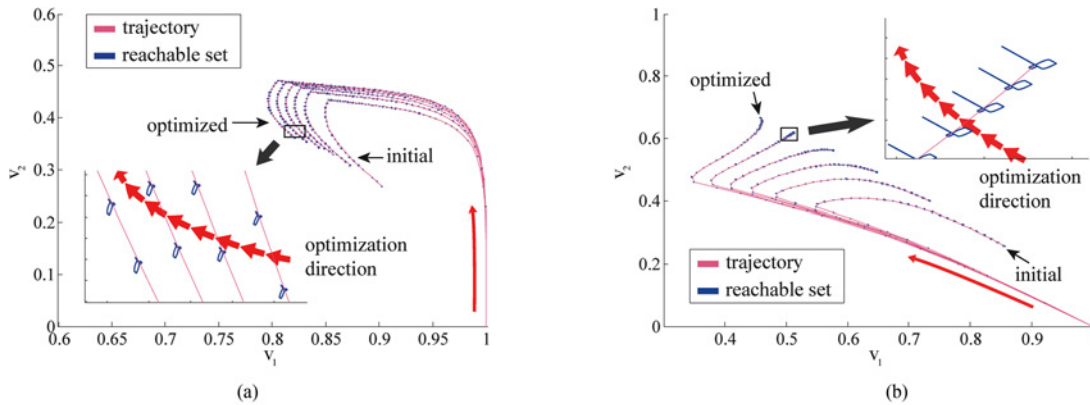 0.6
0.5
0.4
0.3
0.2
0.1
0
v2
trajectory
reachable set
optimized
initial
optimization
direction
0.6
0.65
0.7
0.75
0.8
0.85
0.9
0.95
1
v1
(a)
1
0.8
0.6
0.4
0.2
0
v2
optimized
optimization
direction
initial
trajectory
reachable set
0.4
0.5
0.6
0.7
0.8
0.9
v1
(b)